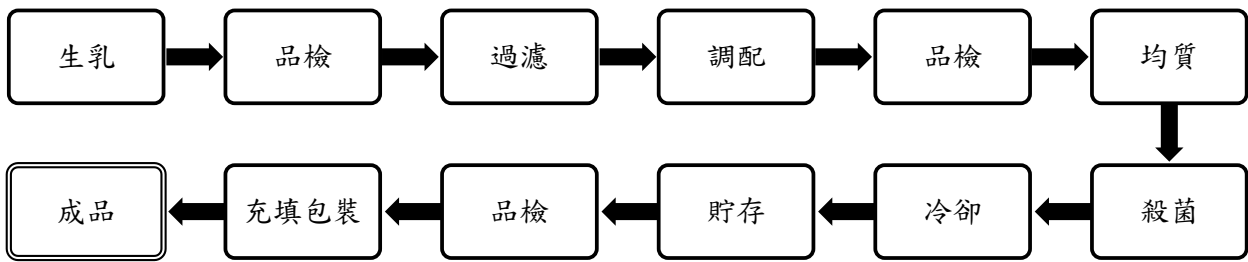 生乳 品檢 過濾 調配 品檢 均質
成品 充填包裝 品檢 貯存 冷卻 殺菌